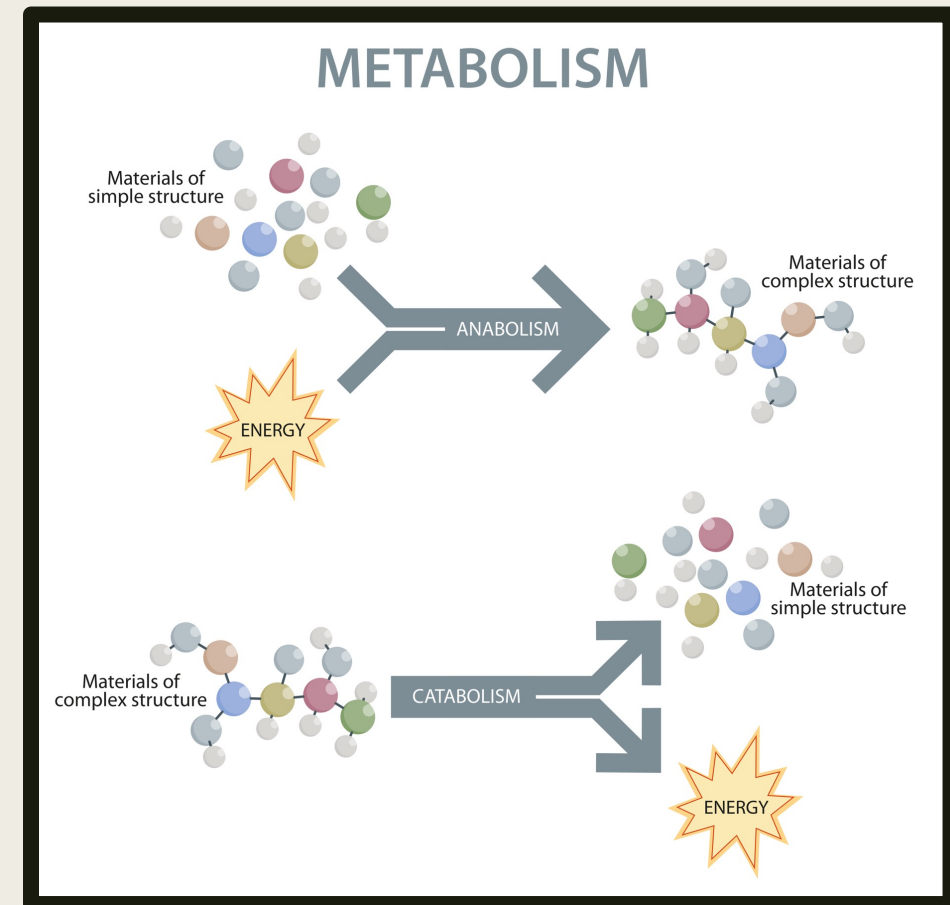 METABOLISM
Materials of
simple structure
Materials of
complex structure
ANABOLISM
ENERGY
Materials of
simple structure
Materials of
complex structure
CATABOLISM
ENERGY